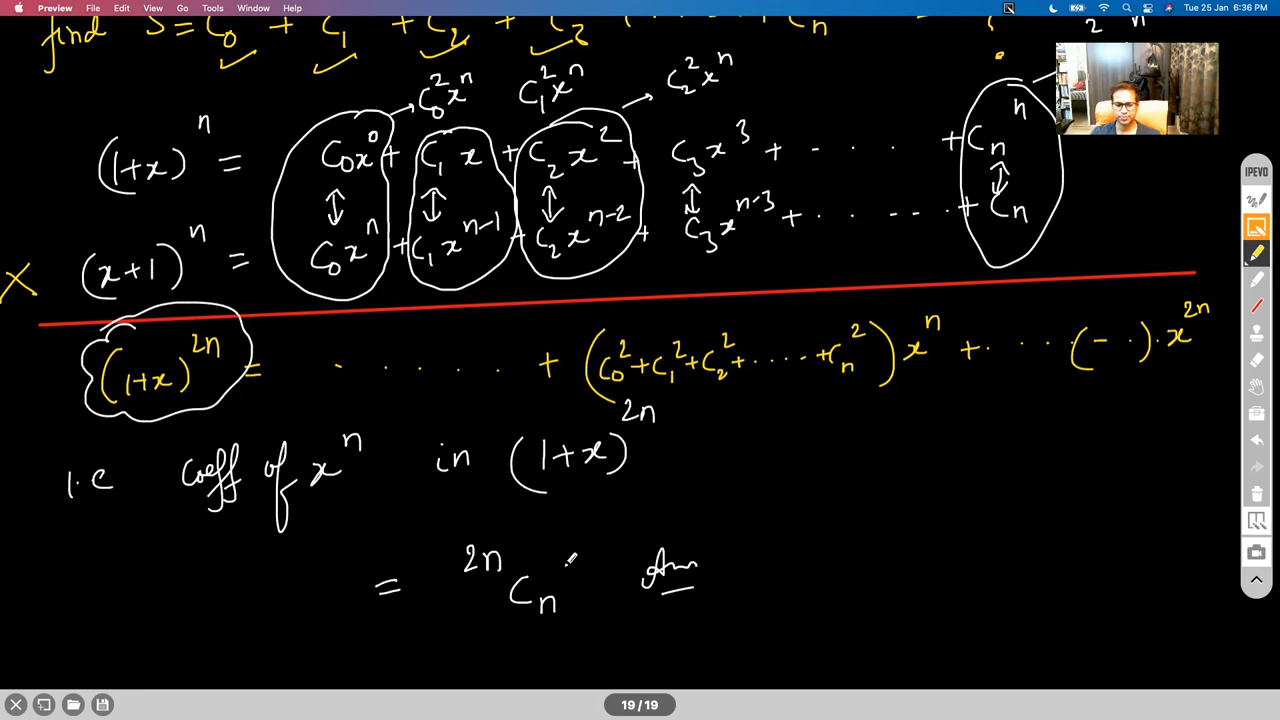 Preview File Edit View Go Tools Window Help Tue 25 Jan 6:36 PM
find S = C₀ + C₁ + C₂ + C₃ + ..... Cₙ = ?
2 n
C₀²xⁿ C₁²xⁿ C₂²xⁿ
(1+x)ⁿ = C₀x⁰ + C₁x + C₂x² + C₃x³ + - . . . + Cₙ n
↕ ↕ ↕ ↕ ↕
X (x+1)ⁿ = C₀xⁿ + C₁xⁿ⁻¹ + C₂xⁿ⁻² + C₃xⁿ⁻³ + . . . -- . + Cₙ
(1+x)²ⁿ = . . . . . . + (C₀² + C₁² + C₂² + ..... + Cₙ²) xⁿ + . . . . (- .) . x²ⁿ
i.e coeff of xⁿ in (1+x)²ⁿ
= ²ⁿCₙ Ans
IPEVO
19 / 19